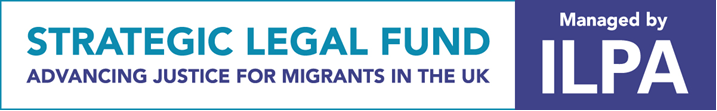 STRATEGIC LEGAL FUND
ADVANCING JUSTICE FOR MIGRANTS IN THE UK
Managed by
ILPA